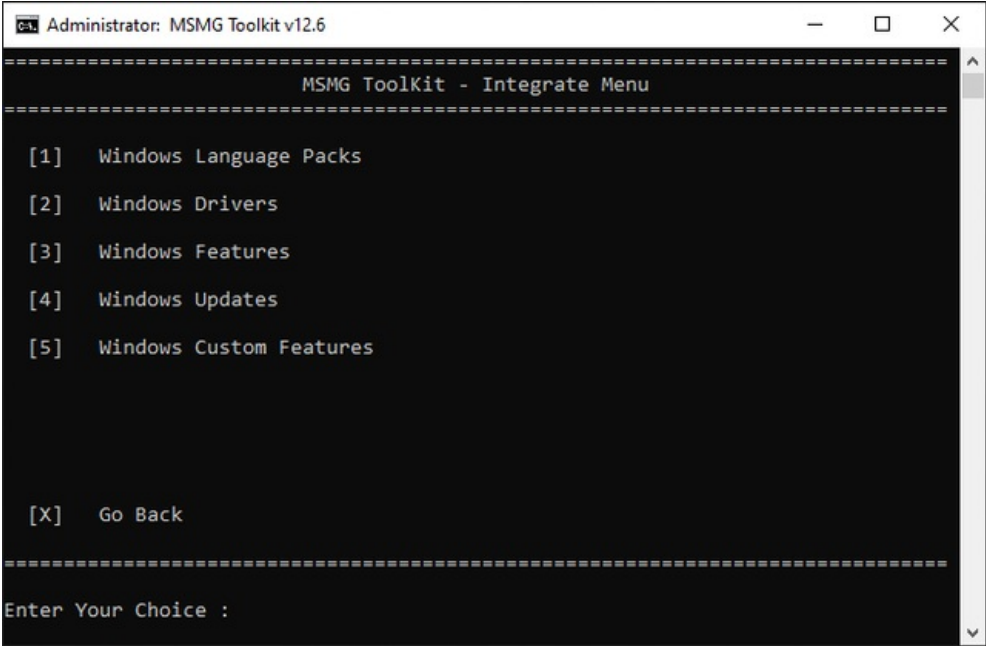 Administrator: MSMG Toolkit v12.6
===============================================================================
MSMG ToolKit - Integrate Menu
===============================================================================
[1] Windows Language Packs
[2] Windows Drivers
[3] Windows Features
[4] Windows Updates
[5] Windows Custom Features
[X] Go Back
===============================================================================
Enter Your Choice :